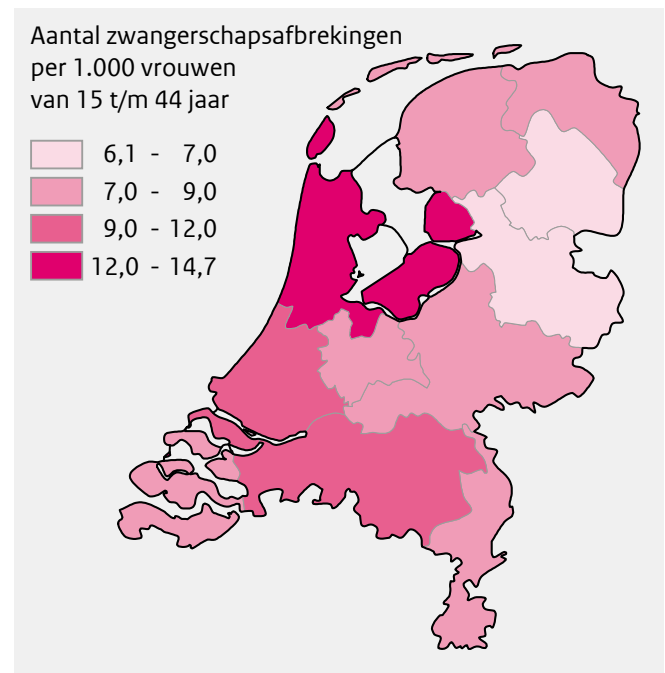 Aantal zwangerschapsafbrekingen
per 1.000 vrouwen
van 15 t/m 44 jaar
6,1 - 7,0
7,0 - 9,0
9,0 - 12,0
12,0 - 14,7